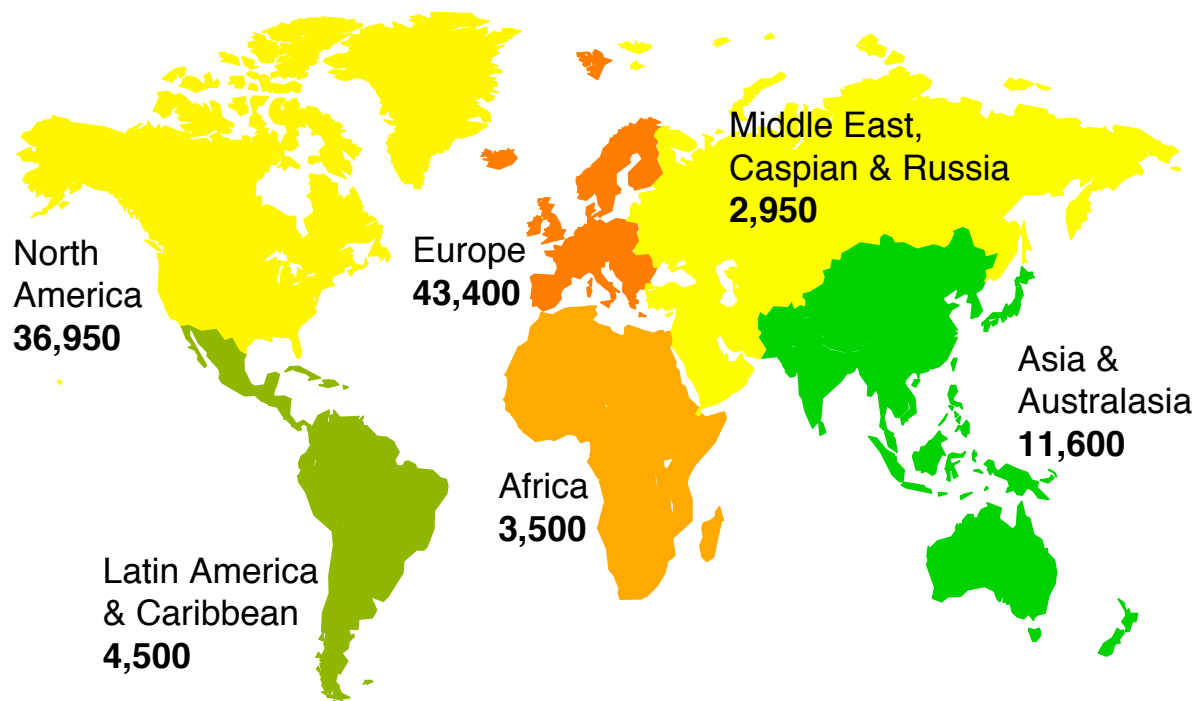 Middle East,
Caspian & Russia
2,950
North
America
36,950
Europe
43,400
Asia &
Australasia
11,600
Africa
3,500
Latin America
& Caribbean
4,500